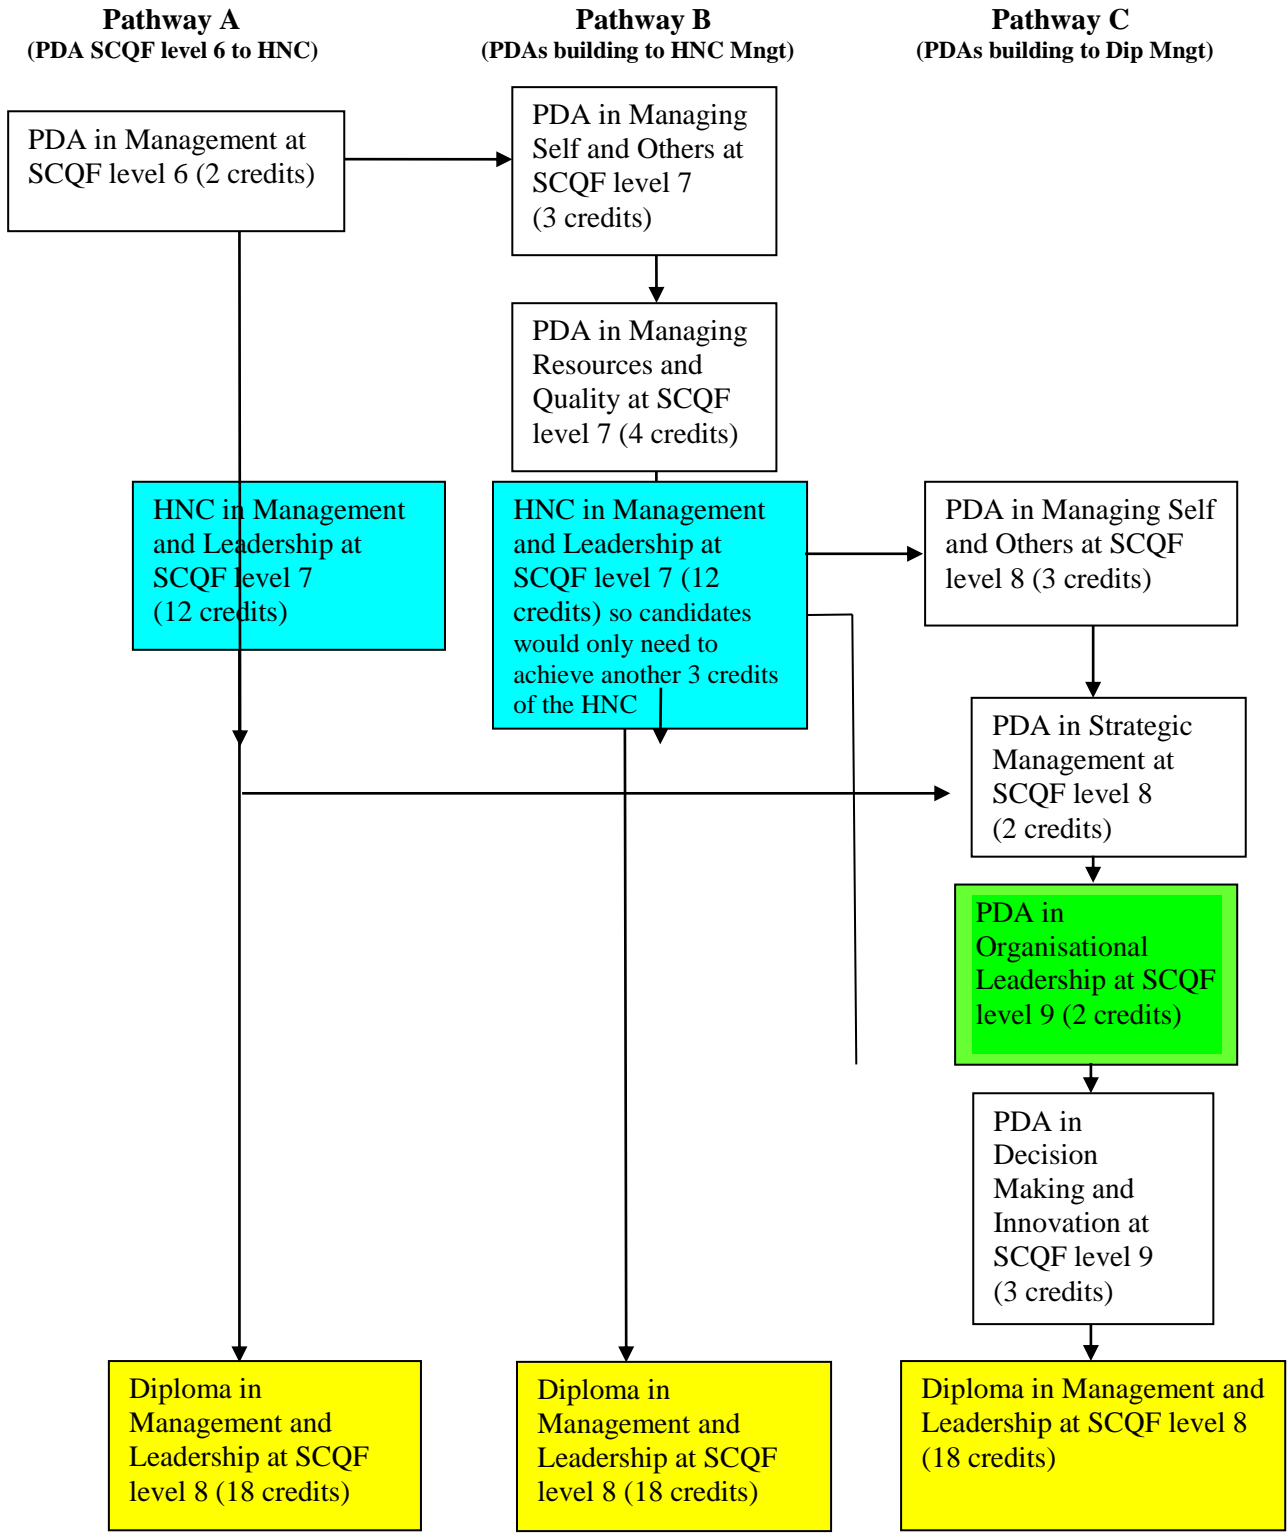 Pathway A
(PDA SCQF level 6 to HNC)
Pathway B
(PDAs building to HNC Mngt)
Pathway C
(PDAs building to Dip Mngt)
PDA in Management at
SCQF level 6 (2 credits)
PDA in Managing
Self and Others at
SCQF level 7
(3 credits)
PDA in Managing
Resources and
Quality at SCQF
level 7 (4 credits)
HNC in Management
and Leadership at
SCQF level 7
(12 credits)
HNC in Management
and Leadership at
SCQF level 7 (12
credits) so candidates
would only need to
achieve another 3 credits
of the HNC
PDA in Managing Self
and Others at SCQF
level 8 (3 credits)
PDA in Strategic
Management at
SCQF level 8
(2 credits)
PDA in
Organisational
Leadership at SCQF
level 9 (2 credits)
PDA in
Decision
Making and
Innovation at
SCQF level 9
(3 credits)
Diploma in
Management and
Leadership at SCQF
level 8 (18 credits)
Diploma in
Management and
Leadership at SCQF
level 8 (18 credits)
Diploma in Management and
Leadership at SCQF level 8
(18 credits)